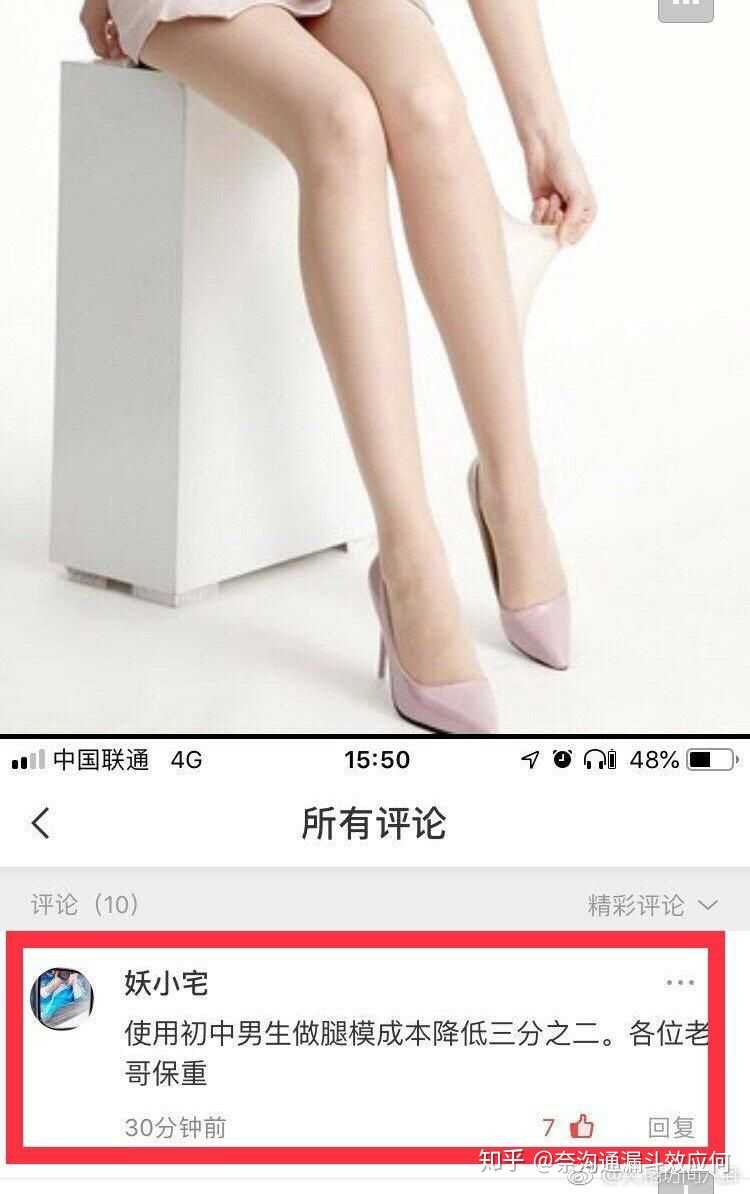 中国联通 4G 15:50 48%
所有评论
评论（10） 精彩评论
妖小宅
使用初中男生做腿模成本降低三分之二。各位老
哥保重
30分钟前 7 回复
知乎 @奈沟通漏斗效应何